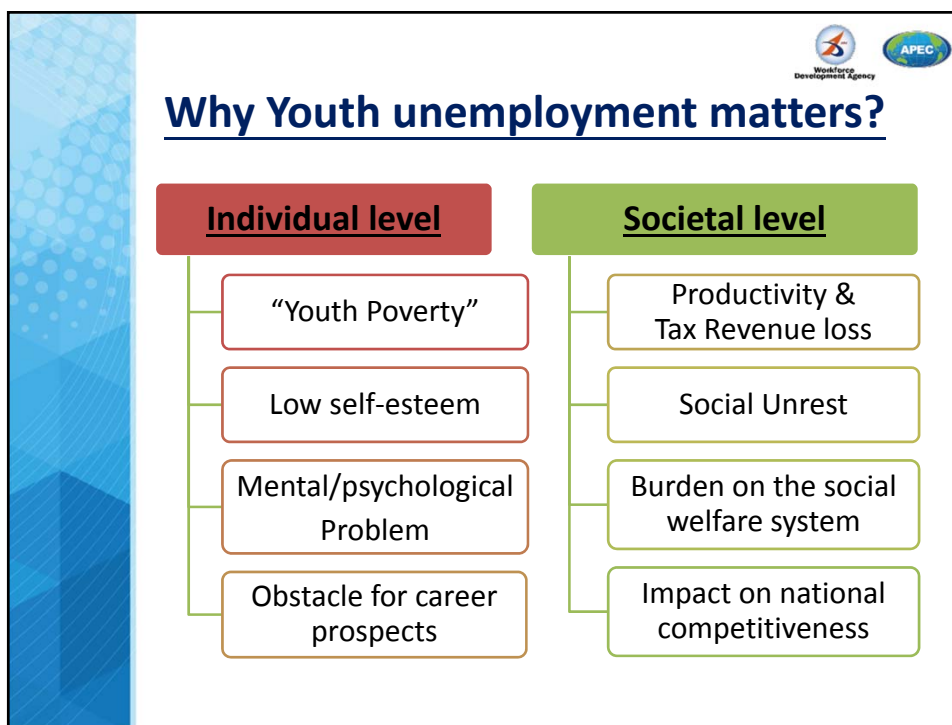 Workforce
Development Agency
APEC
Why Youth unemployment matters?
Individual level
“Youth Poverty”
Low self-esteem
Mental/psychological
Problem
Obstacle for career
prospects
Societal level
Productivity &
Tax Revenue loss
Social Unrest
Burden on the social
welfare system
Impact on national
competitiveness